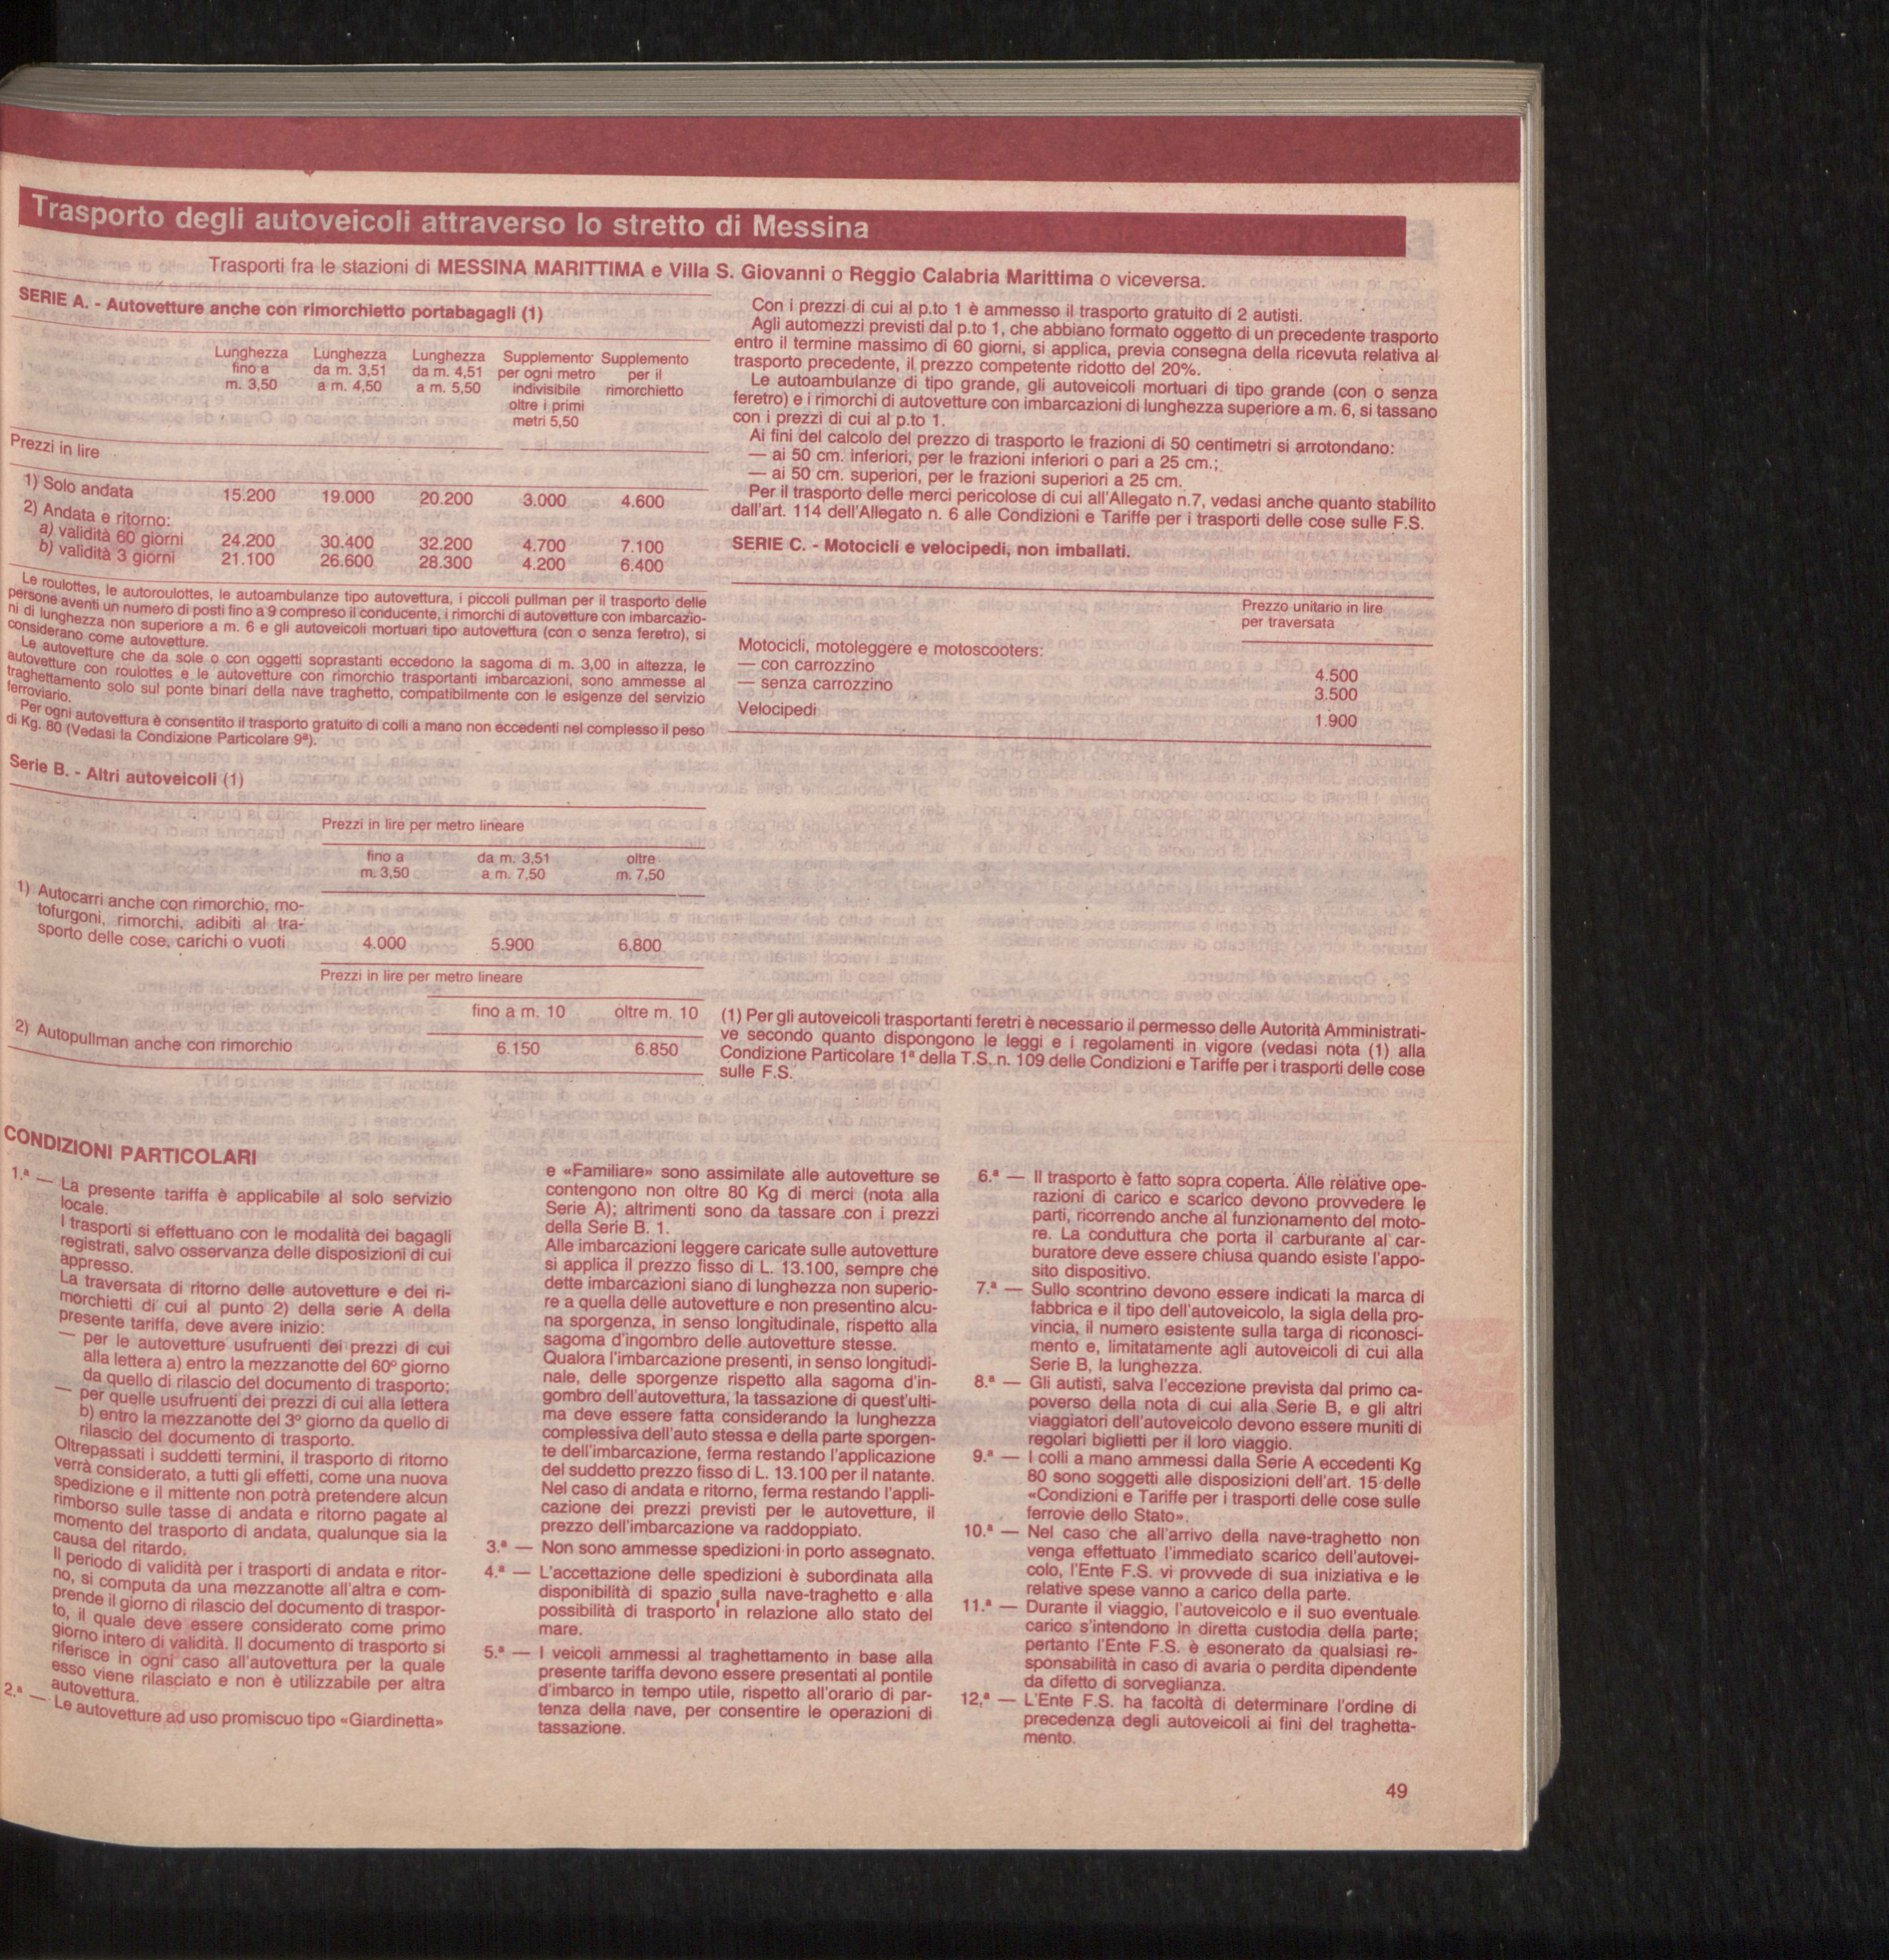 Trasporto degli autoveicoli attraverso lo stretto di Messina
Trasporti fra le stazioni di MESSINA MARITTIMA e Villa S. Giovanni o Reggio Calabria Marittima o viceversa.
SERIE A. - Autovetture anche con rimorchietto portabagagli (1)
Lunghezza fino a m. 3,50
Lunghezza da m. 3,51 a m. 4,50
Lunghezza da m. 4,51 a m. 5,50
Supplemento per ogni metro indivisibile oltre i primi metri 5,50
Supplemento per il rimorchietto
Prezzi in lire
1) Solo andata 15.200 19.000 20.200 3.000 4.600
2) Andata e ritorno:
a) validità 60 giorni 24.200 30.400 32.200 4.700 7.100
b) validità 3 giorni 21.100 26.600 28.300 4.200 6.400
Le roulottes, le autoroulottes, le autoambulanze tipo autovettura, i piccoli pullman per il trasporto delle
persone aventi un numero di posti fino a 9 compreso il conducente, i rimorchi di autovetture con imbarcazio-
ni di lunghezza non superiore a m. 6 e gli autoveicoli mortuari tipo autovettura (con o senza feretro), si
considerano come autovetture.
Le autovetture che da sole o con oggetti soprastanti eccedono la sagoma di m. 3,00 in altezza, le
autovetture con roulottes e le autovetture con rimorchio trasportanti imbarcazioni, sono ammesse al
traghettamento solo sul ponte binari della nave traghetto, compatibilmente con le esigenze del servizio
ferroviario.
Per ogni autovettura è consentito il trasporto gratuito di colli a mano non eccedenti nel complesso il peso
di Kg. 80 (Vedasi la Condizione Particolare 9ª).
Serie B. - Altri autoveicoli (1)
Prezzi in lire per metro lineare
fino a m. 3,50
da m. 3,51 a m. 7,50
oltre m. 7,50
1) Autocarri anche con rimorchio, mo-
tofurgoni, rimorchi, adibiti al tra-
sporto delle cose, carichi o vuoti 4.000 5.900 6.800
Prezzi in lire per metro lineare
fino a m. 10 oltre m. 10
2) Autopullman anche con rimorchio 6.150 6.850
Con i prezzi di cui al p.to 1 è ammesso il trasporto gratuito di 2 autisti.
Agli automezzi previsti dal p.to 1, che abbiano formato oggetto di un precedente trasporto
entro il termine massimo di 60 giorni, si applica, previa consegna della ricevuta relativa al
trasporto precedente, il prezzo competente ridotto del 20%.
Le autoambulanze di tipo grande, gli autoveicoli mortuari di tipo grande (con o senza
feretro) e i rimorchi di autovetture con imbarcazioni di lunghezza superiore a m. 6, si tassano
con i prezzi di cui al p.to 1.
Ai fini del calcolo del prezzo di trasporto le frazioni di 50 centimetri si arrotondano:
— ai 50 cm. inferiori, per le frazioni inferiori o pari a 25 cm.;
— ai 50 cm. superiori, per le frazioni superiori a 25 cm.
Per il trasporto delle merci pericolose di cui all'Allegato n.7, vedasi anche quanto stabilito
dall'art. 114 dell'Allegato n. 6 alle Condizioni e Tariffe per i trasporti delle cose sulle F.S.
SERIE C. - Motocicli e velocipedi, non imballati.
Prezzo unitario in lire
per traversata
Motocicli, motoleggere e motoscooters:
— con carrozzino 4.500
— senza carrozzino 3.500
Velocipedi 1.900
(1) Per gli autoveicoli trasportanti feretri è necessario il permesso delle Autorità Amministrati-
ve secondo quanto dispongono le leggi e i regolamenti in vigore (vedasi nota (1) alla
Condizione Particolare 1ª della T.S. n. 109 delle Condizioni e Tariffe per i trasporti delle cose
sulle F.S.
CONDIZIONI PARTICOLARI
1.ª — La presente tariffa è applicabile al solo servizio
locale.
I trasporti si effettuano con le modalità dei bagagli
registrati, salvo osservanza delle disposizioni di cui
appresso.
La traversata di ritorno delle autovetture e dei ri-
morchietti di cui al punto 2) della serie A della
presente tariffa, deve avere inizio:
— per le autovetture usufruenti dei prezzi di cui
alla lettera a) entro la mezzanotte del 60º giorno
da quello di rilascio del documento di trasporto;
— per quelle usufruenti dei prezzi di cui alla lettera
b) entro la mezzanotte del 3º giorno da quello di
rilascio del documento di trasporto.
Oltrepassati i suddetti termini, il trasporto di ritorno
verrà considerato, a tutti gli effetti, come una nuova
spedizione e il mittente non potrà pretendere alcun
rimborso sulle tasse di andata e ritorno pagate al
momento del trasporto di andata, qualunque sia la
causa del ritardo.
Il periodo di validità per i trasporti di andata e ritor-
no, si computa da una mezzanotte all'altra e com-
prende il giorno di rilascio del documento di traspor-
to, il quale deve essere considerato come primo
giorno intero di validità. Il documento di trasporto si
riferisce in ogni caso all'autovettura per la quale
esso viene rilasciato e non è utilizzabile per altra
autovettura.
2.ª — Le autovetture ad uso promiscuo tipo «Giardinetta»
e «Familiare» sono assimilate alle autovetture se
contengono non oltre 80 Kg di merci (nota alla
Serie A); altrimenti sono da tassare con i prezzi
della Serie B. 1.
Alle imbarcazioni leggere caricate sulle autovetture
si applica il prezzo fisso di L. 13.100, sempre che
dette imbarcazioni siano di lunghezza non superio-
re a quella delle autovetture e non presentino alcu-
na sporgenza, in senso longitudinale, rispetto alla
sagoma d'ingombro delle autovetture stesse.
Qualora l'imbarcazione presenti, in senso longitudi-
nale, delle sporgenze rispetto alla sagoma d'in-
gombro dell'autovettura, la tassazione di quest'ulti-
ma deve essere fatta considerando la lunghezza
complessiva dell'auto stessa e della parte sporgen-
te dell'imbarcazione, ferma restando l'applicazione
del suddetto prezzo fisso di L. 13.100 per il natante.
Nel caso di andata e ritorno, ferma restando l'appli-
cazione dei prezzi previsti per le autovetture, il
prezzo dell'imbarcazione va raddoppiato.
3.ª — Non sono ammesse spedizioni in porto assegnato.
4.ª — L'accettazione delle spedizioni è subordinata alla
disponibilità di spazio sulla nave-traghetto e alla
possibilità di trasporto in relazione allo stato del
mare.
5.ª — I veicoli ammessi al traghettamento in base alla
presente tariffa devono essere presentati al pontile
d'imbarco in tempo utile, rispetto all'orario di par-
tenza della nave, per consentire le operazioni di
tassazione.
6.ª — Il trasporto è fatto sopra coperta. Alle relative ope-
razioni di carico e scarico devono provvedere le
parti, ricorrendo anche al funzionamento del moto-
re. La conduttura che porta il carburante al car-
buratore deve essere chiusa quando esiste l'appo-
sito dispositivo.
7.ª — Sullo scontrino devono essere indicati la marca di
fabbrica e il tipo dell'autoveicolo, la sigla della pro-
vincia, il numero esistente sulla targa di riconosci-
mento e, limitatamente agli autoveicoli di cui alla
Serie B, la lunghezza.
8.ª — Gli autisti, salva l'eccezione prevista dal primo ca-
poverso della nota di cui alla Serie B, e gli altri
viaggiatori dell'autoveicolo devono essere muniti di
regolari biglietti per il loro viaggio.
9.ª — I colli a mano ammessi dalla Serie A eccedenti Kg
80 sono soggetti alle disposizioni dell'art. 15 delle
«Condizioni e Tariffe per i trasporti delle cose sulle
ferrovie dello Stato».
10.ª — Nel caso che all'arrivo della nave-traghetto non
venga effettuato l'immediato scarico dell'autovei-
colo, l'Ente F.S. vi provvede di sua iniziativa e le
relative spese vanno a carico della parte.
11.ª — Durante il viaggio, l'autoveicolo e il suo eventuale
carico s'intendono in diretta custodia della parte;
pertanto l'Ente F.S. è esonerato da qualsiasi re-
sponsabilità in caso di avaria o perdita dipendente
da difetto di sorveglianza.
12.ª — L'Ente F.S. ha facoltà di determinare l'ordine di
precedenza degli autoveicoli ai fini del traghetta-
mento.
49